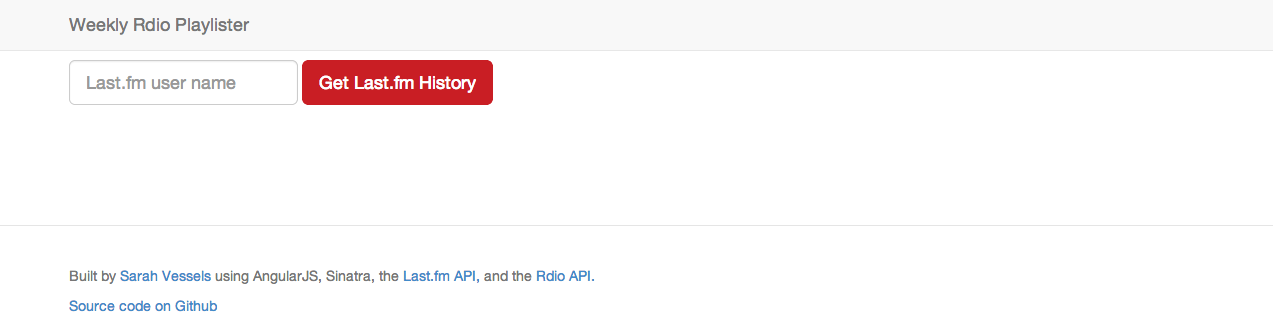 Weekly Rdio Playlister
Last.fm user name Get Last.fm History
Built by Sarah Vessels using AngularJS, Sinatra, the Last.fm API, and the Rdio API.
Source code on Github